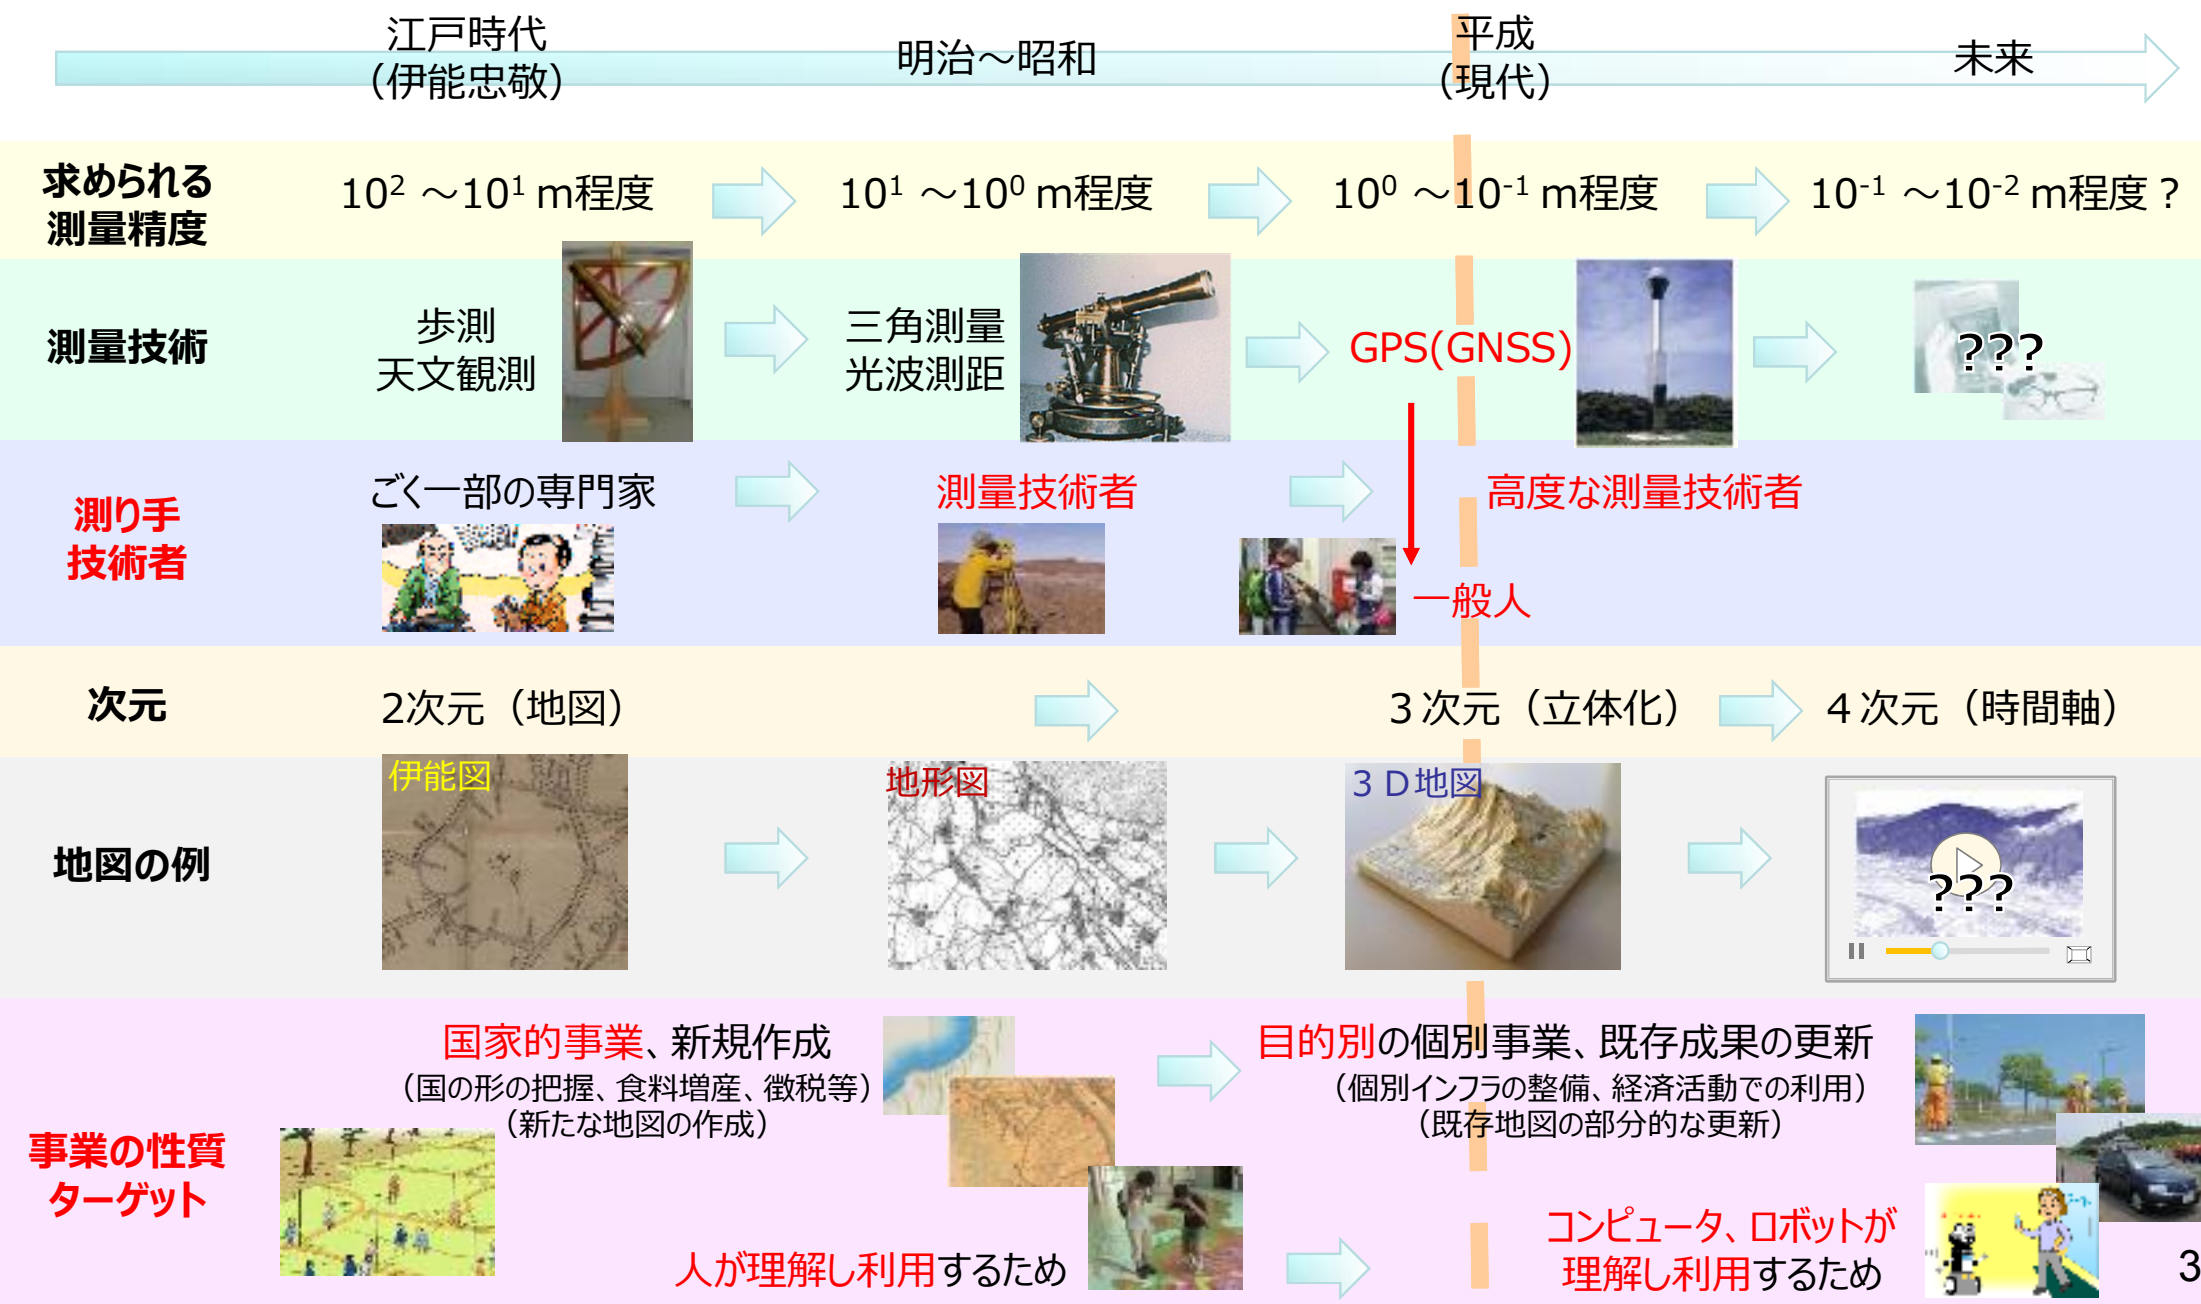 江戸時代
（伊能忠敬）
明治～昭和
平成
（現代）
未来
求められる
測量精度
10² ～10¹ m程度
10¹ ～10⁰ m程度
10⁰ ～10⁻¹ m程度
10⁻¹ ～10⁻² m程度？
測量技術
歩測
天文観測
三角測量
光波測距
GPS(GNSS)
???
測り手
技術者
ごく一部の専門家
測量技術者
高度な測量技術者
一般人
次元
2次元（地図）
３次元（立体化）
４次元（時間軸）
地図の例
伊能図
地形図
３Ｄ地図
???
事業の性質
ターゲット
国家的事業、新規作成
（国の形の把握、食料増産、徴税等）
（新たな地図の作成）
目的別の個別事業、既存成果の更新
（個別インフラの整備、経済活動での利用）
（既存地図の部分的な更新）
人が理解し利用するため
コンピュータ、ロボットが
理解し利用するため
3